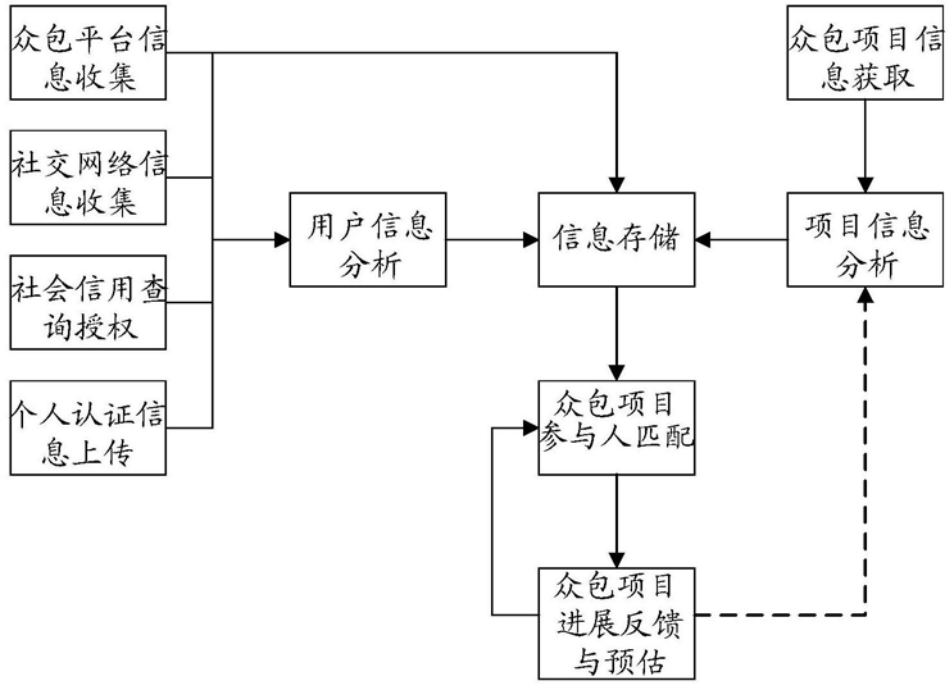 众包平台信
息收集
众包项目信
息获取
社交网络信
息收集
用户信息
分析
信息存储
项目信息
分析
社会信用查
询授权
个人认证信
息上传
众包项目
参与人匹配
众包项目
进展反馈
与预估